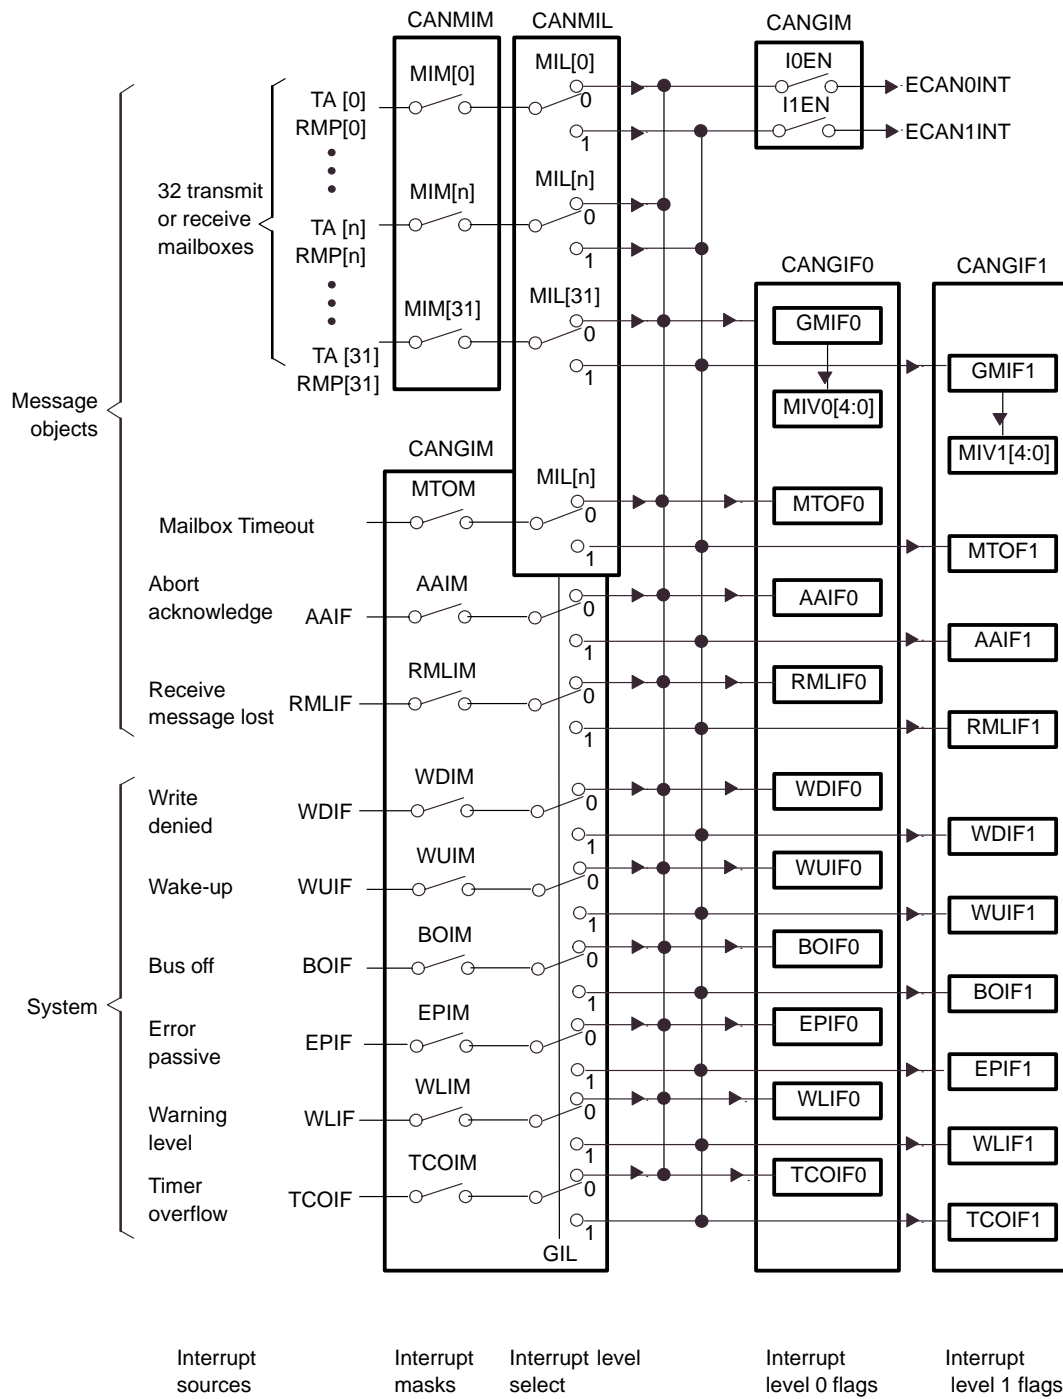 CANMIM CANMIL CANGIM
MIM[0] MIL[0] I0EN
TA [0] 0 ECAN0INT
RMP[0] I1EN
1 ECAN1INT
32 transmit
or receive
mailboxes
MIM[n] MIL[n]
TA [n] 0
RMP[n] 1
CANGIF0 CANGIF1
MIM[31] MIL[31] GMIF0
0
TA [31] 1 GMIF1
RMP[31]
Message
objects
MIV0[4:0]
MIV1[4:0]
CANGIM
MTOM MIL[n] MTOF0
Mailbox Timeout 0
1 MTOF1
Abort
acknowledge
AAIF AAIM 0 AAIF0
1 AAIF1
Receive
message lost
RMLIF RMLIM 0 RMLIF0
1 RMLIF1
Write
denied
WDIF WDIM 0 WDIF0
1 WDIF1
Wake-up WUIF WUIM 0 WUIF0
1 WUIF1
Bus off BOIF BOIM 0 BOIF0
System 1 BOIF1
Error
passive
EPIF EPIM 0 EPIF0
1 EPIF1
Warning
level
WLIF WLIM 0 WLIF0
1 WLIF1
Timer
overflow
TCOIF TCOIM 0 TCOIF0
1 TCOIF1
GIL
Interrupt
sources
Interrupt
masks
Interrupt level
select
Interrupt
level 0 flags
Interrupt
level 1 flags